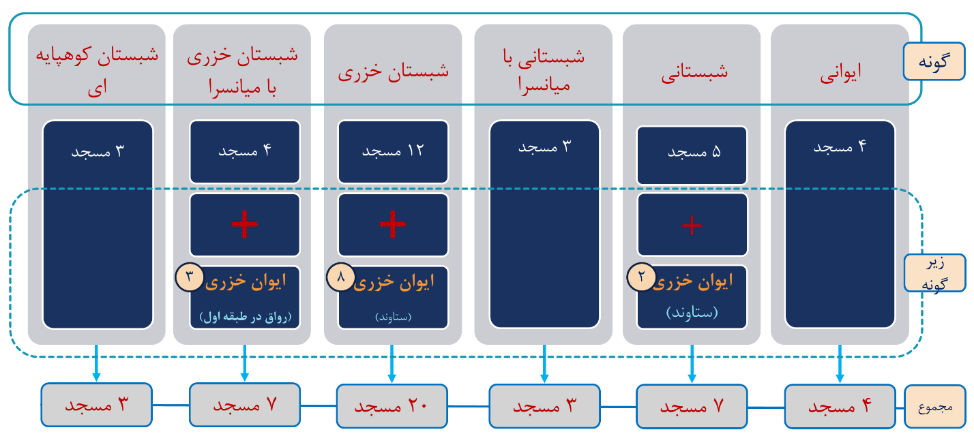 گونه
ایوانی
شبستانی
شبستانی با
میانسرا
شبستان خزری
شبستان خزری
با میانسرا
شبستان کوهپایه
ای
۴ مسجد
۵ مسجد
۳ مسجد
۱۲ مسجد
۴ مسجد
۳ مسجد
+
+
+
زیر
گونه
ایوان خزری
۲
(ستاوند)
ایوان خزری
۸
(ستاوند)
ایوان خزری
۳
(رواق در طبقه اول)
مجموع
۴ مسجد
۷ مسجد
۳ مسجد
۲۰ مسجد
۷ مسجد
۳ مسجد